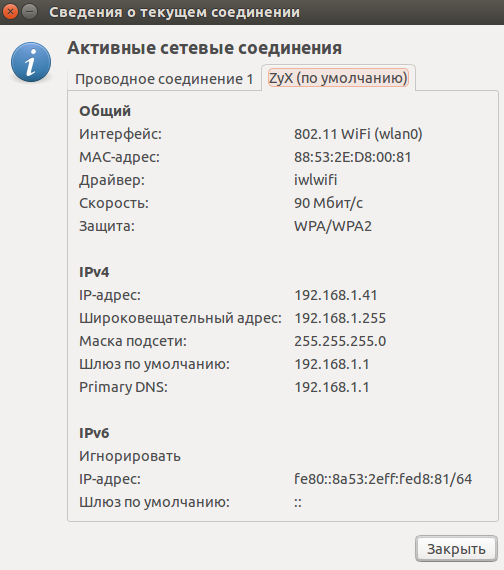 Сведения о текущем соединении
Активные сетевые соединения
Проводное соединение 1 ZyX (по умолчанию)
Общий
Интерфейс: 802.11 WiFi (wlan0)
MAC-адрес: 88:53:2E:D8:00:81
Драйвер: iwlwifi
Скорость: 90 Мбит/с
Защита: WPA/WPA2
IPv4
IP-адрес: 192.168.1.41
Широковещательный адрес: 192.168.1.255
Маска подсети: 255.255.255.0
Шлюз по умолчанию: 192.168.1.1
Primary DNS: 192.168.1.1
IPv6
Игнорировать
IP-адрес: fe80::8a53:2eff:fed8:81/64
Шлюз по умолчанию: ::
Закрыть